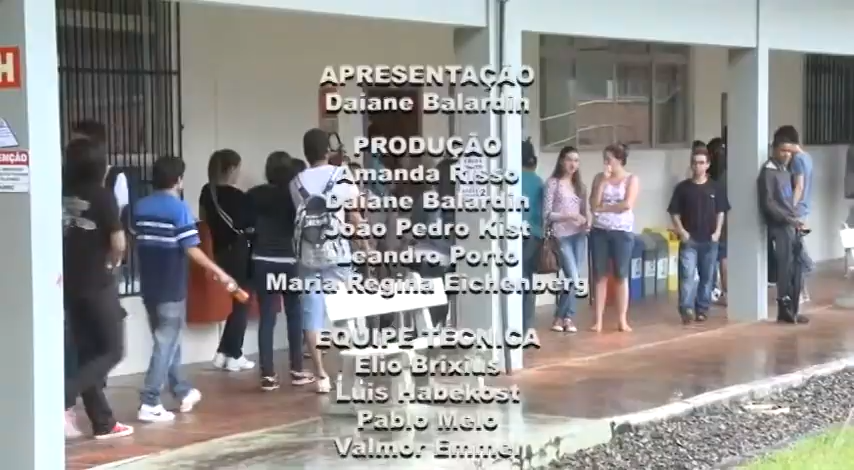 H
APRESENTAÇÃO
Daiane Balardin
ENÇÃO
PRODUÇÃO
Amanda Risso
Daiane Balardin
João Pedro Kist
Leandro Porto
Maria Regina Eichenberg
EQUIPE TÉCNICA
Elio Brixius
Luis Habekost
Pablo Melo
Valmor Emmel